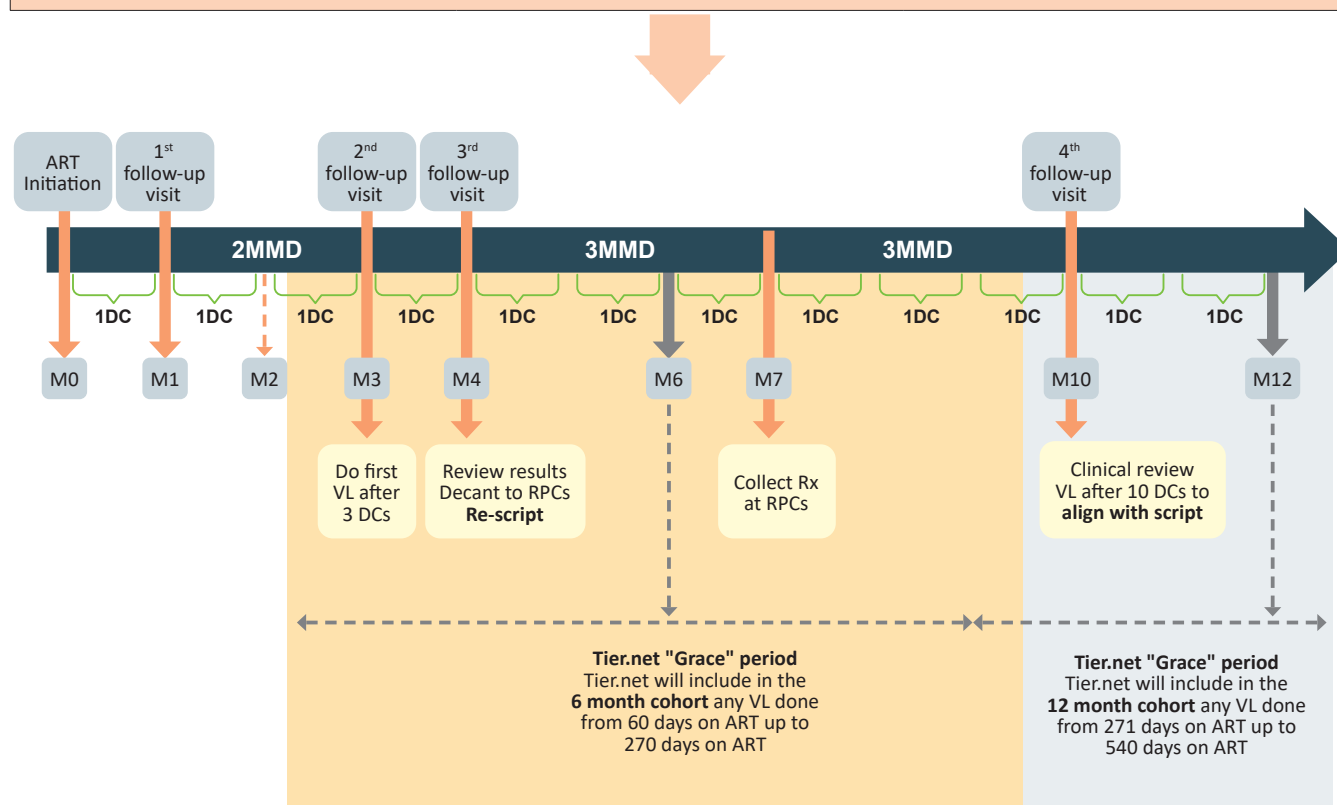 ART
Initiation
1st
follow-up
visit
2nd
follow-up
visit
3rd
follow-up
visit
4th
follow-up
visit
2MMD
3MMD
3MMD
1DC
1DC
1DC
1DC
1DC
1DC
1DC
1DC
1DC
1DC
1DC
1DC
M0
M1
M2
M3
M4
M6
M7
M10
M12
Do first
VL after
3 DCs
Review results
Decant to RPCs
Re-script
Collect Rx
at RPCs
Clinical review
VL after 10 DCs to
align with script
Tier.net "Grace" period
Tier.net will include in the
6 month cohort any VL done
from 60 days on ART up to
270 days on ART
Tier.net "Grace" period
Tier.net will include in the
12 month cohort any VL done
from 271 days on ART up to
540 days on ART